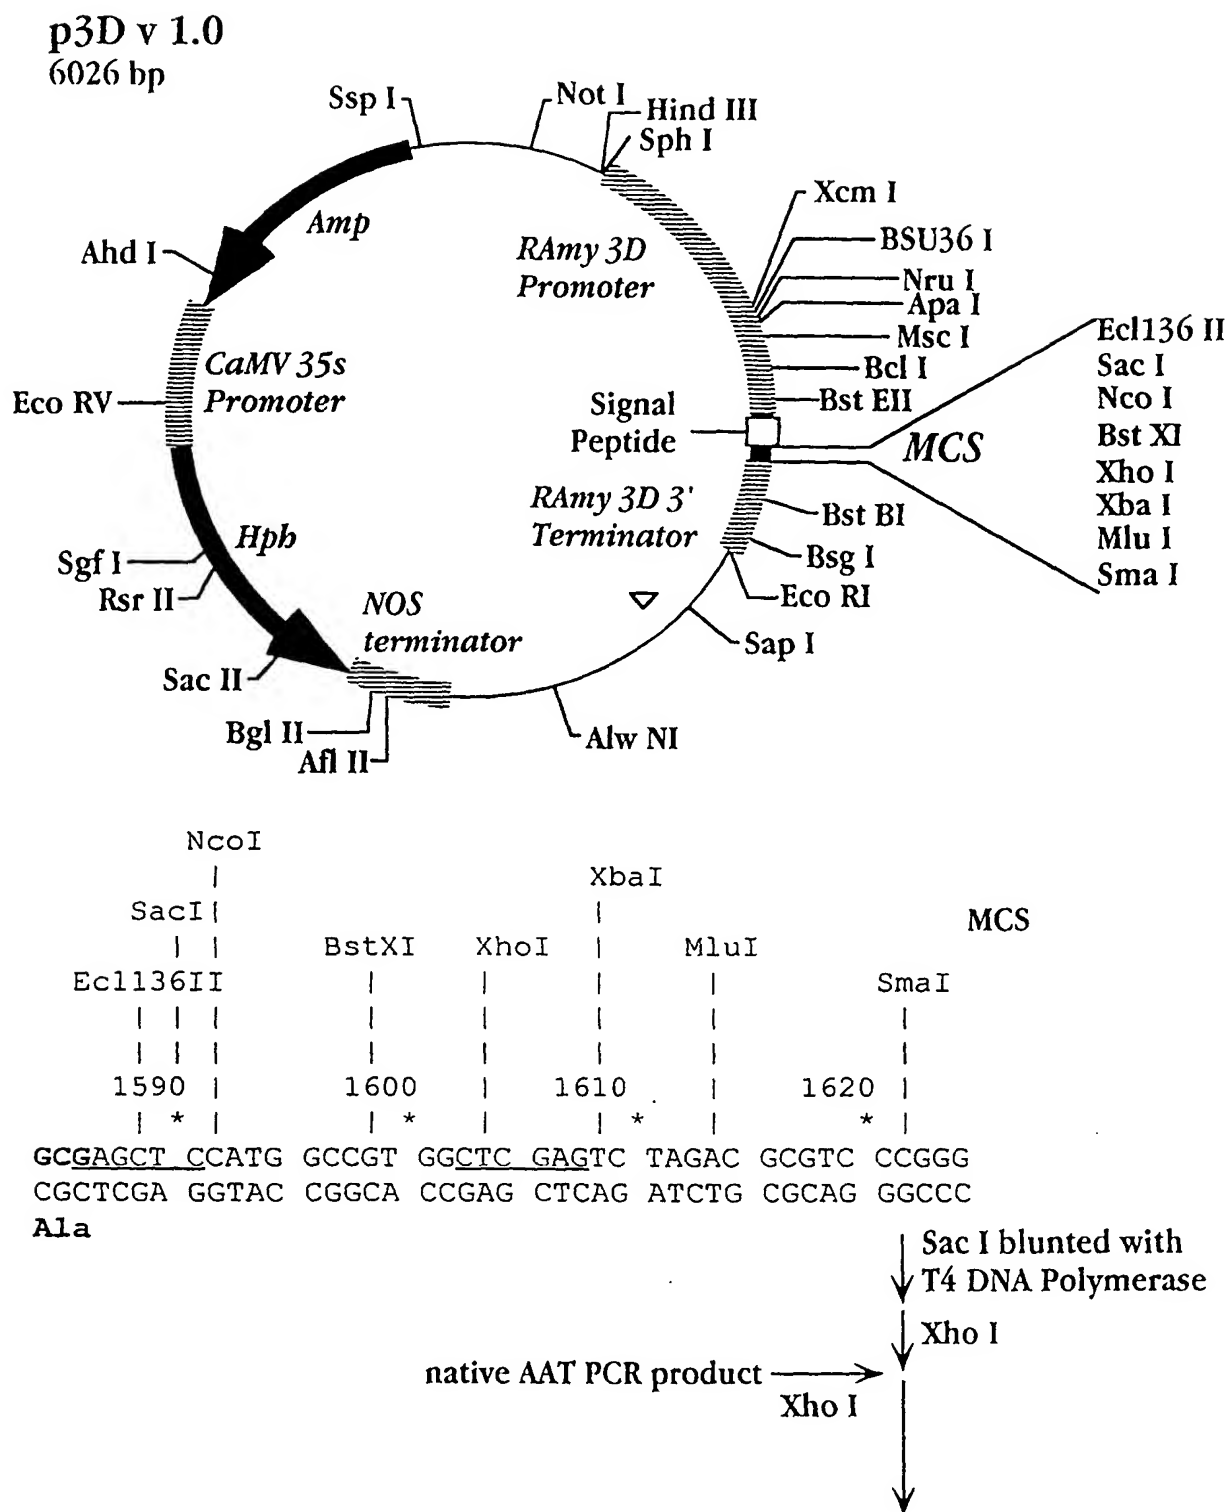 p3D v 1.0
6026 bp
Ssp I
Not I
Hind III
Sph I
Amp
RAmy 3D
Promoter
Xcm I
BSU36 I
Nru I
Apa I
Msc I
Bcl I
Bst EII
Ahd I
CaMV 35s
Promoter
Eco RV
Signal
Peptide
MCS
Ecl136 II
Sac I
Nco I
Bst XI
Xho I
Xba I
Mlu I
Sma I
RAmy 3D 3'
Terminator
Bst BI
Bsg I
Eco RI
Sap I
Hph
Sgf I
Rsr II
NOS
terminator
Sac II
Bgl II
Afl II
Alw NI
NcoI
XbaI
SacI
MCS
BstXI
XhoI
MluI
Ecl136II
SmaI
1590 1600 1610 1620
* * * *
GCGAGCT CCATG GCCGT GGCTC GAGTC TAGAC GCGTC CCGGG
CGCTCGA GGTAC CGGCA CCGAG CTCAG ATCTG CGCAG GGCCC
Ala
Sac I blunted with
T4 DNA Polymerase
Xho I
native AAT PCR product
Xho I